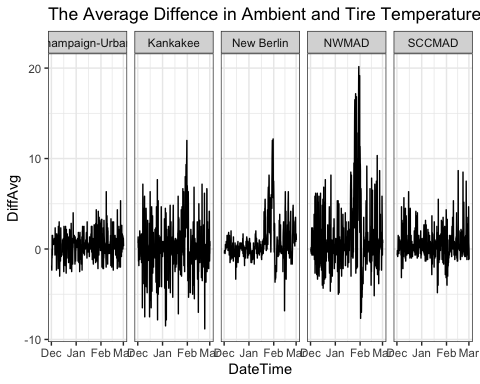 The Average Diffence in Ambient and Tire Temperature
ampaign-Urba Kankakee New Berlin NWMAD SCCMAD
20
10
0
-10
DiffAvg
Dec Jan Feb Mar Dec Jan Feb Mar Dec Jan Feb Mar Dec Jan Feb Mar Dec Jan Feb Mar
DateTime